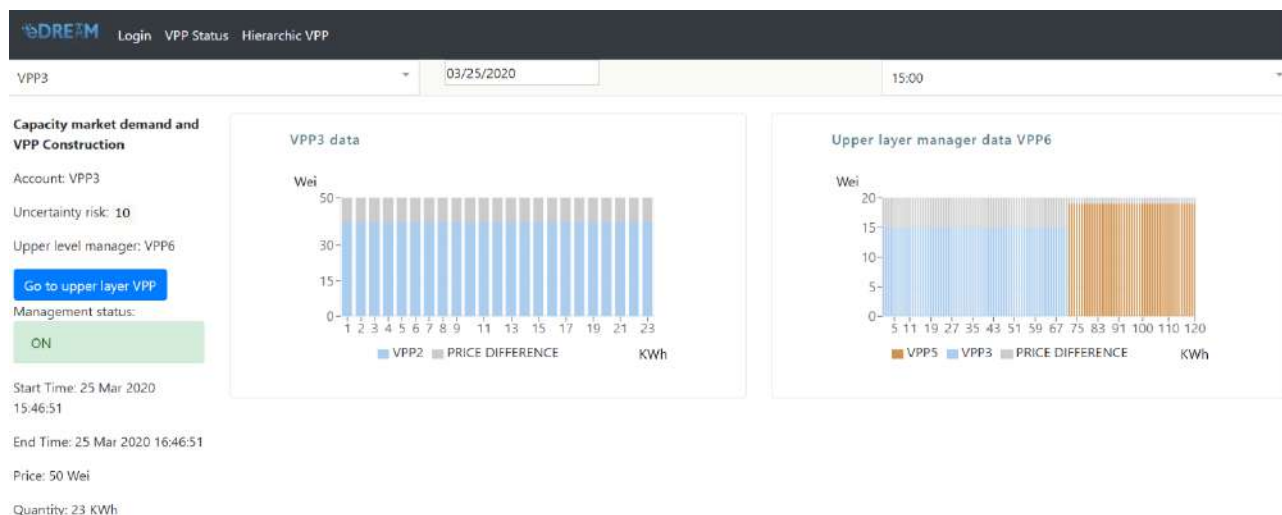 eDREAM Login VPP Status Hierarchic VPP
VPP3 03/25/2020 15:00
Capacity market demand and
VPP Construction
Account: VPP3
Uncertainty risk: 10
Upper level manager: VPP6
Go to upper layer VPP
Management status:
ON
Start Time: 25 Mar 2020
15:46:51
End Time: 25 Mar 2020 16:46:51
Price: 50 Wei
Quantity: 23 KWh
VPP3 data
Wei
50
30
15
0
1 2 3 4 5 6 7 8 9 11 13 15 17 19 21 23
VPP2 PRICE DIFFERENCE KWh
Upper layer manager data VPP6
Wei
20
15
10
5
0
5 11 19 27 35 43 51 59 67 75 83 91 100 110 120
VPP5 VPP3 PRICE DIFFERENCE KWh